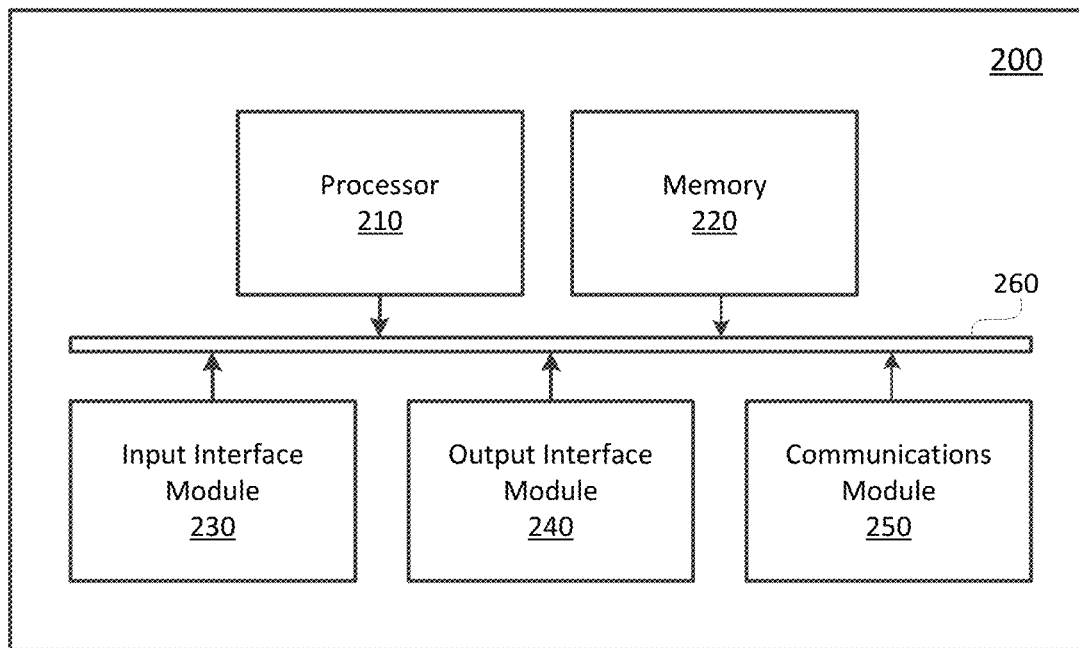 200
Processor
210
Memory
220
260
Input Interface
Module
230
Output Interface
Module
240
Communications
Module
250